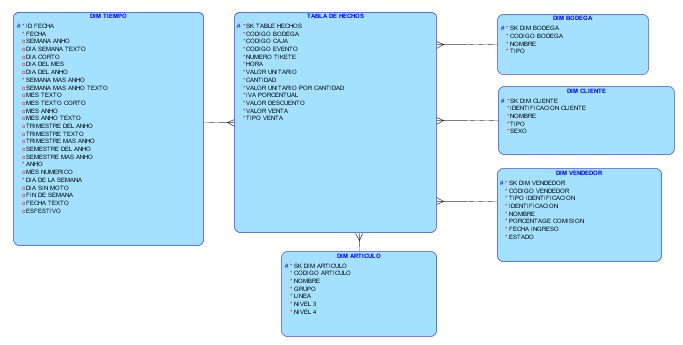 DIM TIEMPO
# * ID FECHA
* FECHA
SEMANA ANHO
DIA SEMANA TEXTO
DIA CORTO
DIA DEL MES
DIA DEL ANHO
* SEMANA MAS ANHO
SEMANA MAS ANHO TEXTO
MES TEXTO
MES TEXTO CORTO
MES ANHO
MES ANHO TEXTO
TRIMESTRE DEL ANHO
TRIMESTRE TEXTO
TRIMESTRE MAS ANHO
SEMESTRE DEL ANHO
SEMESTRE MAS ANHO
* ANHO
MES NUMERICO
* DIA DE LA SEMANA
DIA SIN MOTO
FIN DE SEMANA
FECHA TEXTO
ESFESTIVO
TABLA DE HECHOS
# * SK TABLE HECHOS
* CODIGO BODEGA
* CODIGO CAJA
* CODIGO EVENTO
* NUMERO TIKETE
* HORA
* VALOR UNITARIO
* CANTIDAD
* VALOR UNITARIO POR CANTIDAD
* IVA PORCENTUAL
* VALOR DESCUENTO
* VALOR VENTA
* TIPO VENTA
DIM BODEGA
# * SK DIM BODEGA
* CODIGO BODEGA
* NOMBRE
* TIPO
DIM CLIENTE
# * SK DIM CLIENTE
* IDENTIFICACION CLIENTE
* NOMBRE
* TIPO
* SEXO
DIM VENDEDOR
# * SK DIM VENDEDOR
* CODIGO VENDEDOR
* TIPO IDENTIFICACION
* IDENTIFICACION
* NOMBRE
* PORCENTAGE COMISION
* FECHA INGRESO
* ESTADO
DIM ARTICULO
# * SK DIM ARTICULO
* CODIGO ARTICULO
* NOMBRE
* GRUPO
* LINEA
* NIVEL 3
* NIVEL 4